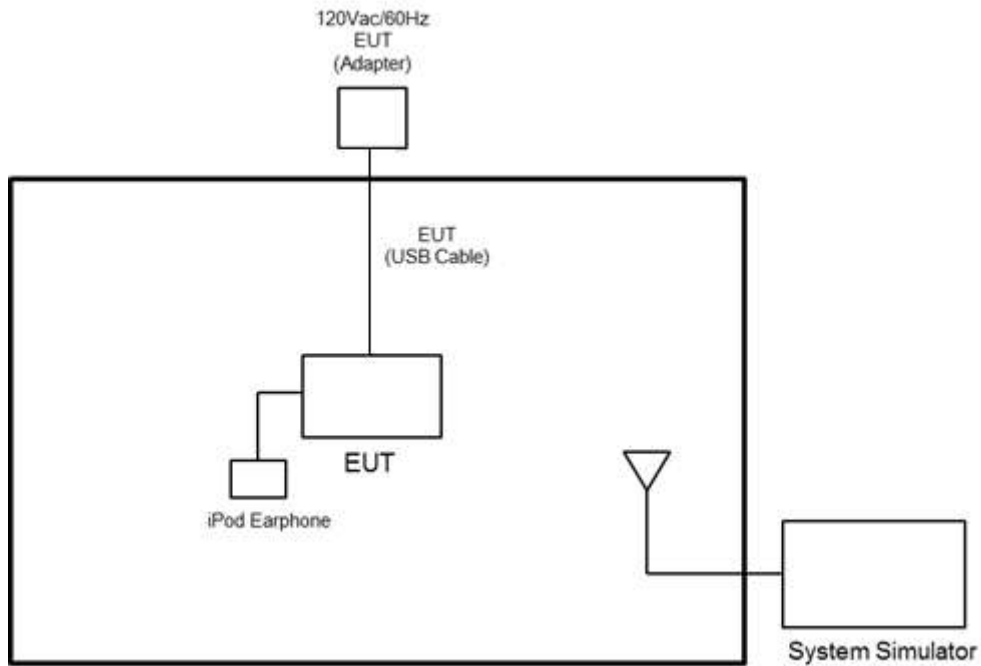 120Vac/60Hz
EUT
(Adapter)
EUT
(USB Cable)
EUT
iPod Earphone
System Simulator